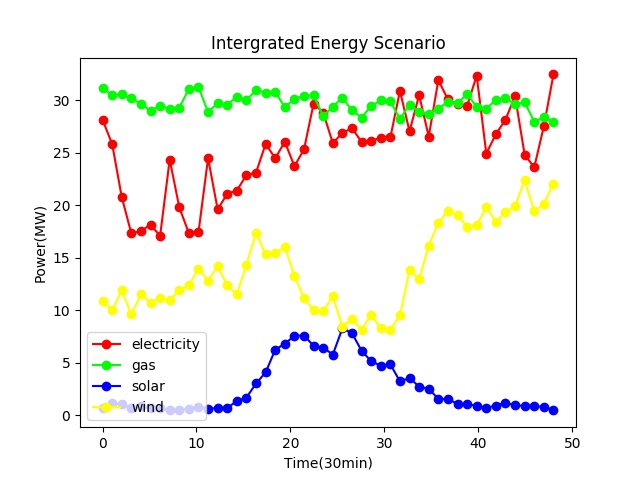 Intergrated Energy Scenario
Power(MW)
30
25
20
15
10
5
0
electricity
gas
solar
wind
0 10 20 30 40 50
Time(30min)